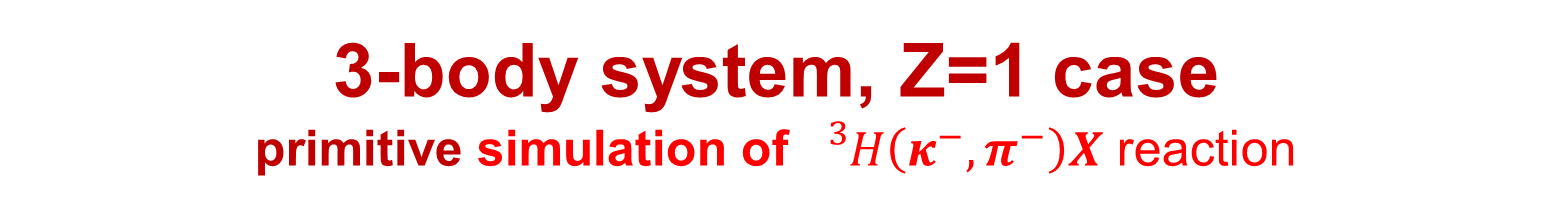 3-body system, Z=1 case
primitive simulation of ³H(κ⁻,π⁻)X reaction